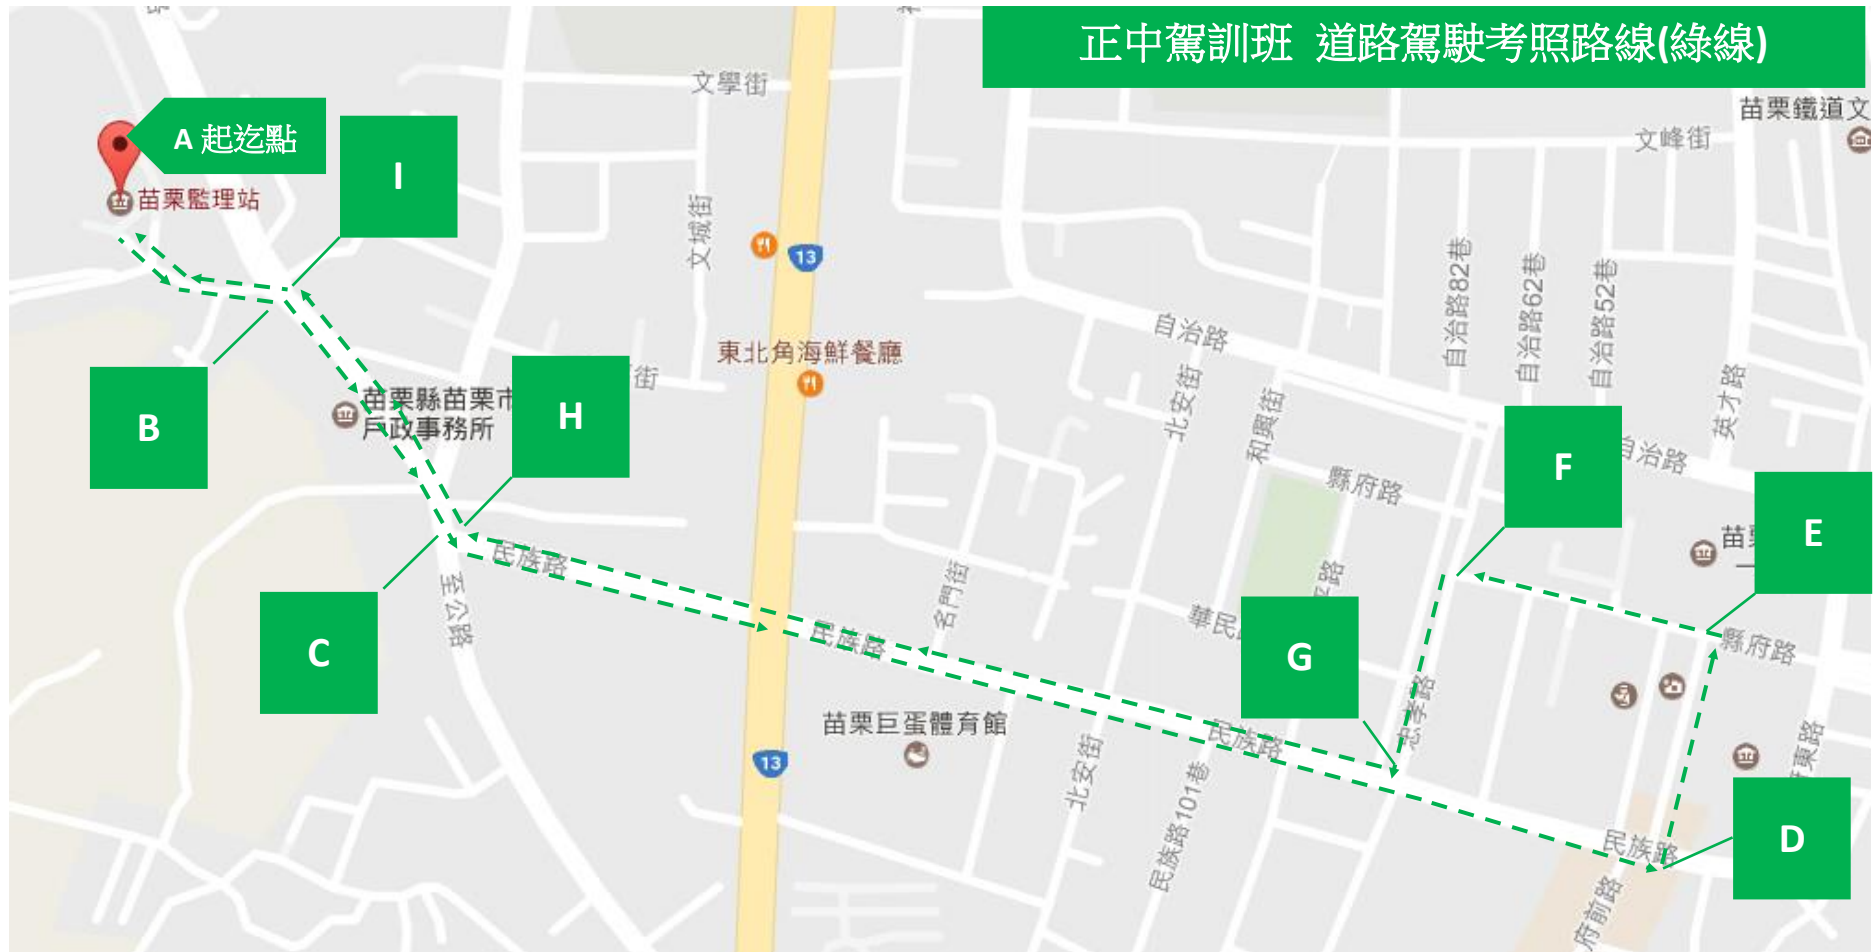 正中駕訓班 道路駕駛考照路線(綠線)
文學街
苗栗鐵道文
A 起迄點
文峰街
I
苗栗監理站
文城街
13
自治路82巷
自治路62巷
自治路52巷
自治路
東北角海鮮餐廳
街
北安街
和興街
英才路
苗栗縣苗栗市
戶政事務所
H
B
自治路
F
縣府路
E
民族路
至公路
名門街
華民
C
民族路
G
縣府路
忠孝路
苗栗巨蛋體育館
民族路
13
北安街
民族路101巷
東路
D
民族路
府前路